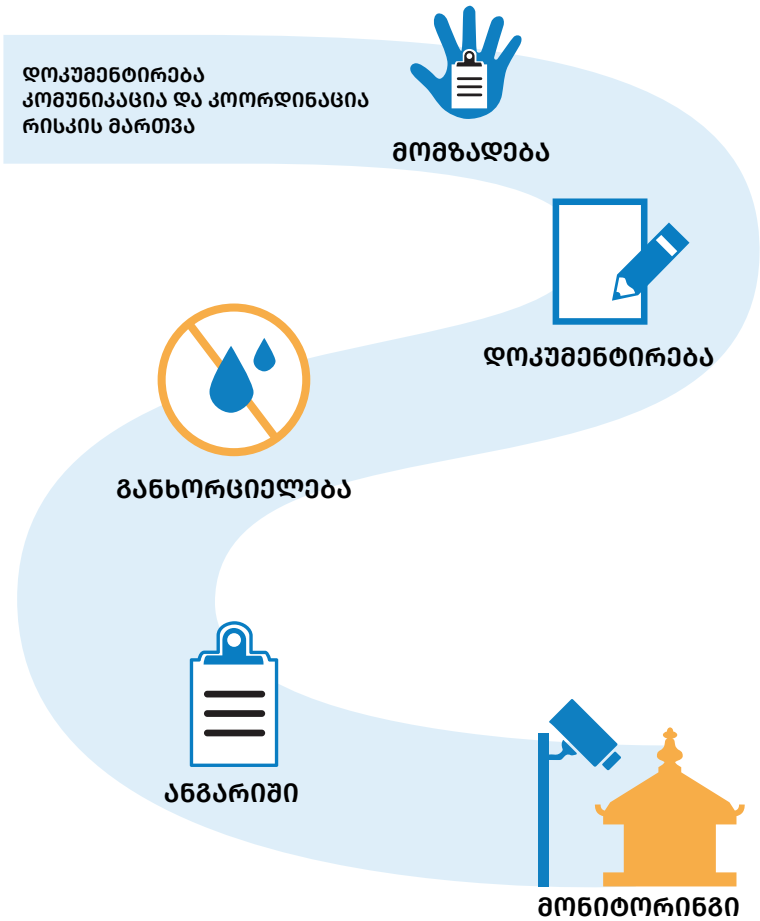 დოკუმენტირება
კომუნიკაცია და კოორდინაცია
რისკის მართვა
მომზადება
დოკუმენტირება
განხორციელება
ანგარიში
მონიტორინგი